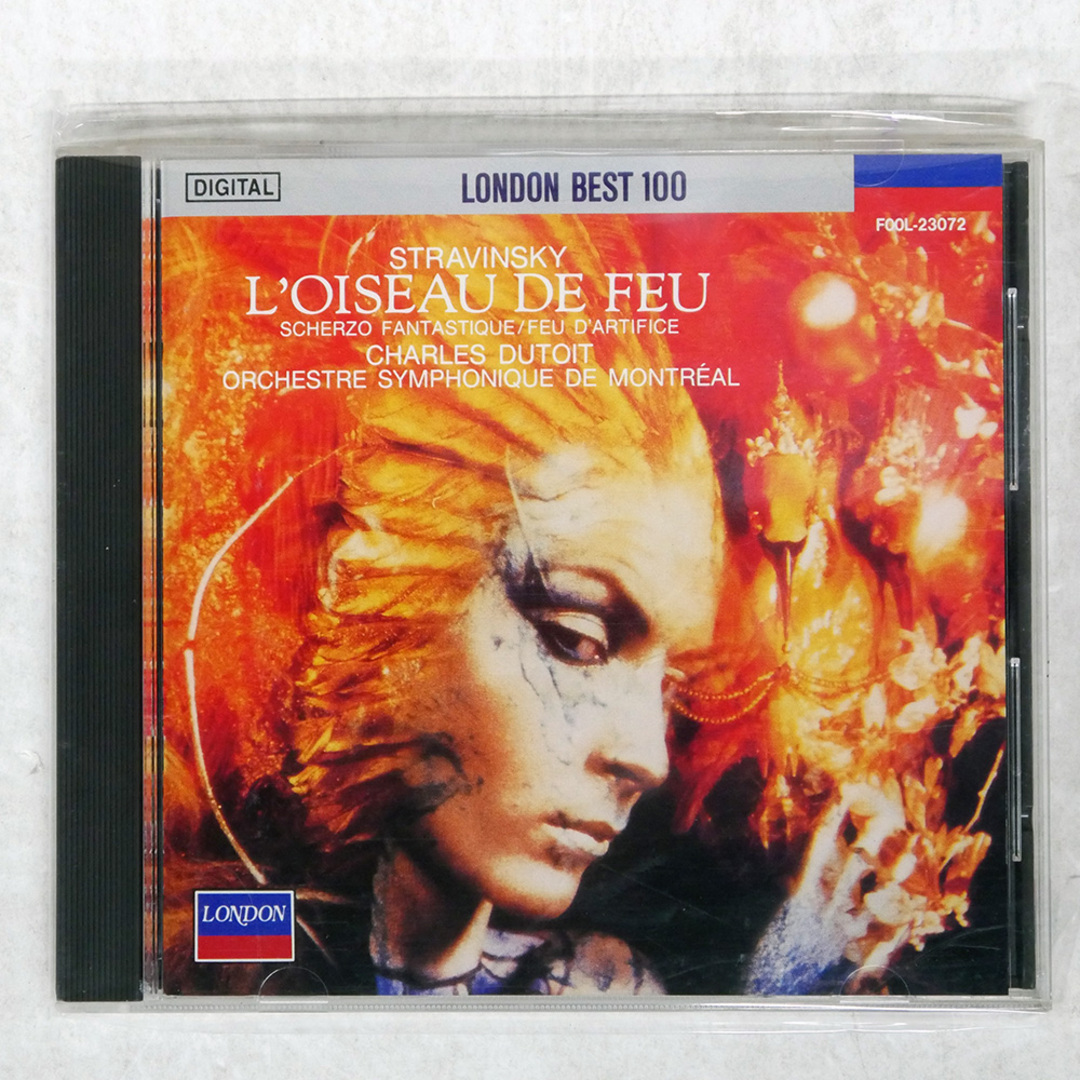 DIGITAL
LONDON BEST 100
F00L-23072
STRAVINSKY
L'OISEAU DE FEU
SCHERZO FANTASTIQUE/FEU D'ARTIFICE
CHARLES DUTOIT
ORCHESTRE SYMPHONIQUE DE MONTRÉAL
LONDON